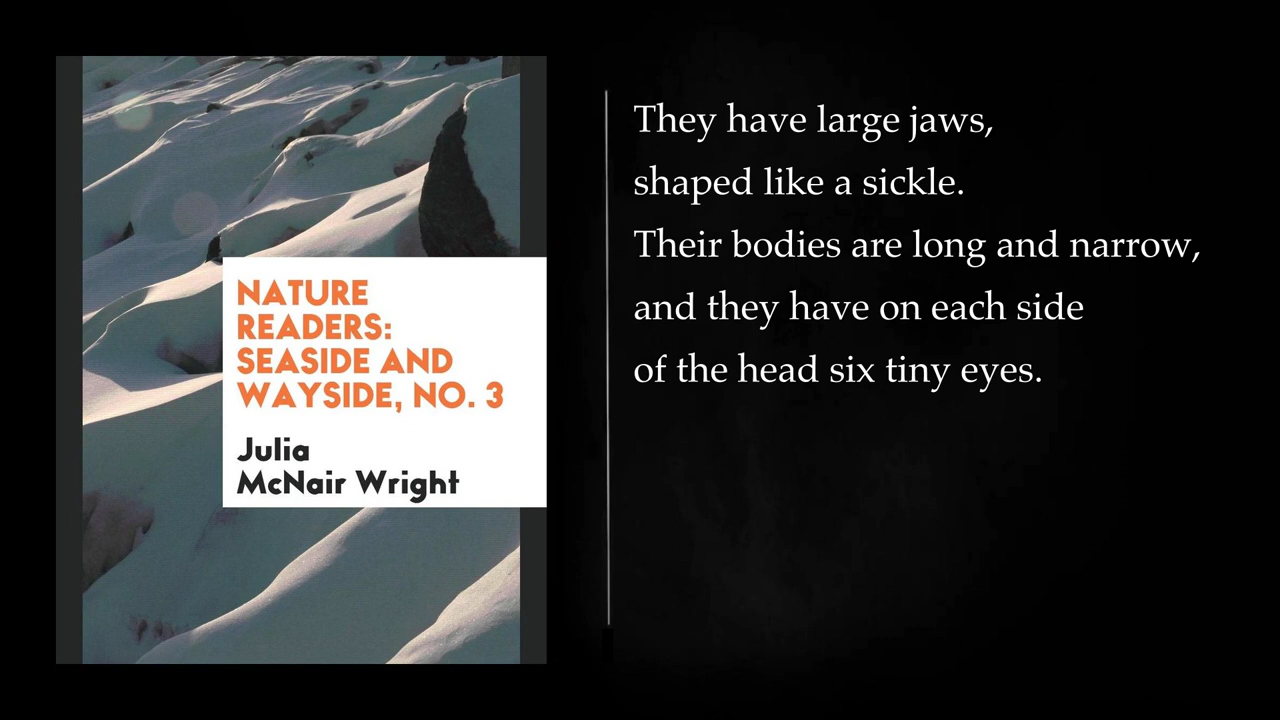 NATURE
READERS:
SEASIDE AND
WAYSIDE, NO. 3
Julia
McNair Wright
They have large jaws,
shaped like a sickle.
Their bodies are long and narrow,
and they have on each side
of the head six tiny eyes.